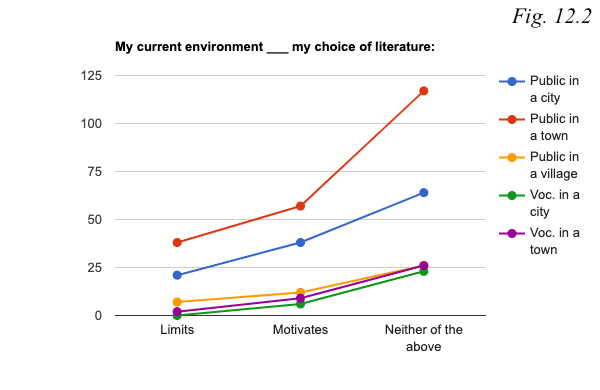 Fig. 12.2
My current environment ___ my choice of literature:
125
100
75
50
25
0
Limits
Motivates
Neither of the
above
Public in
a city
Public in
a town
Public in
a village
Voc. in a
city
Voc. in a
town